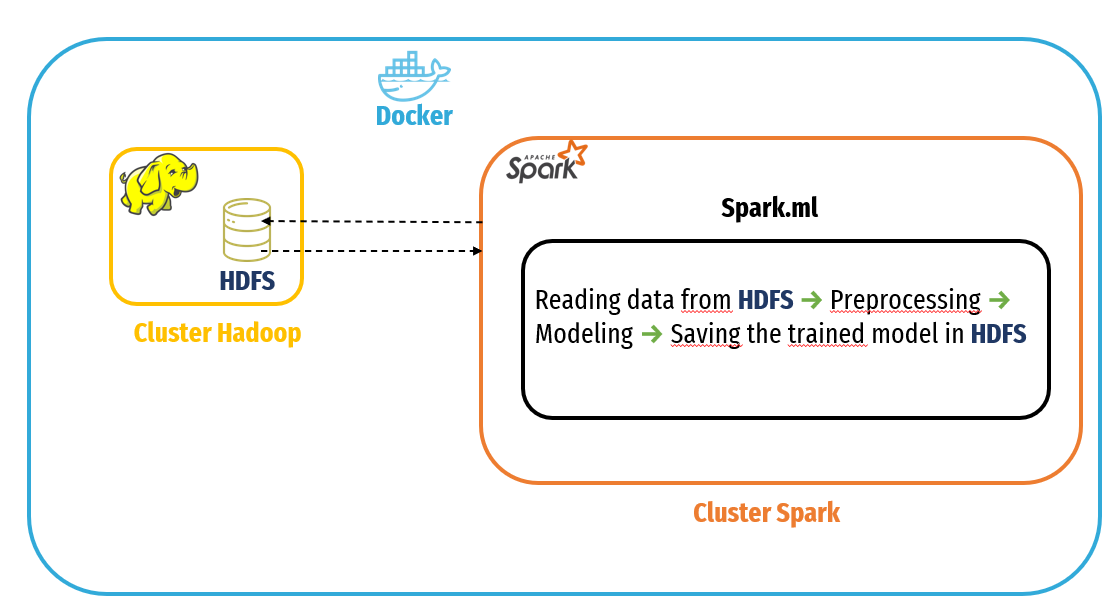 Docker
APACHE
Spark
Spark.ml
HDFS
Cluster Hadoop
Reading data from HDFS → Preprocessing →
Modeling → Saving the trained model in HDFS
Cluster Spark